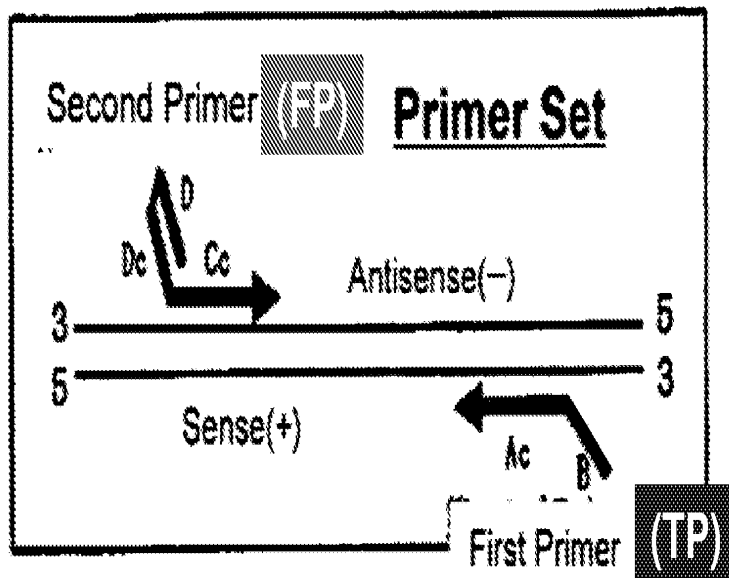 Second Primer (FP) Primer Set
D
Dc Cc
Antisense(−)
3 5
5 3
Sense(+)
Ac
B
First Primer (TP)